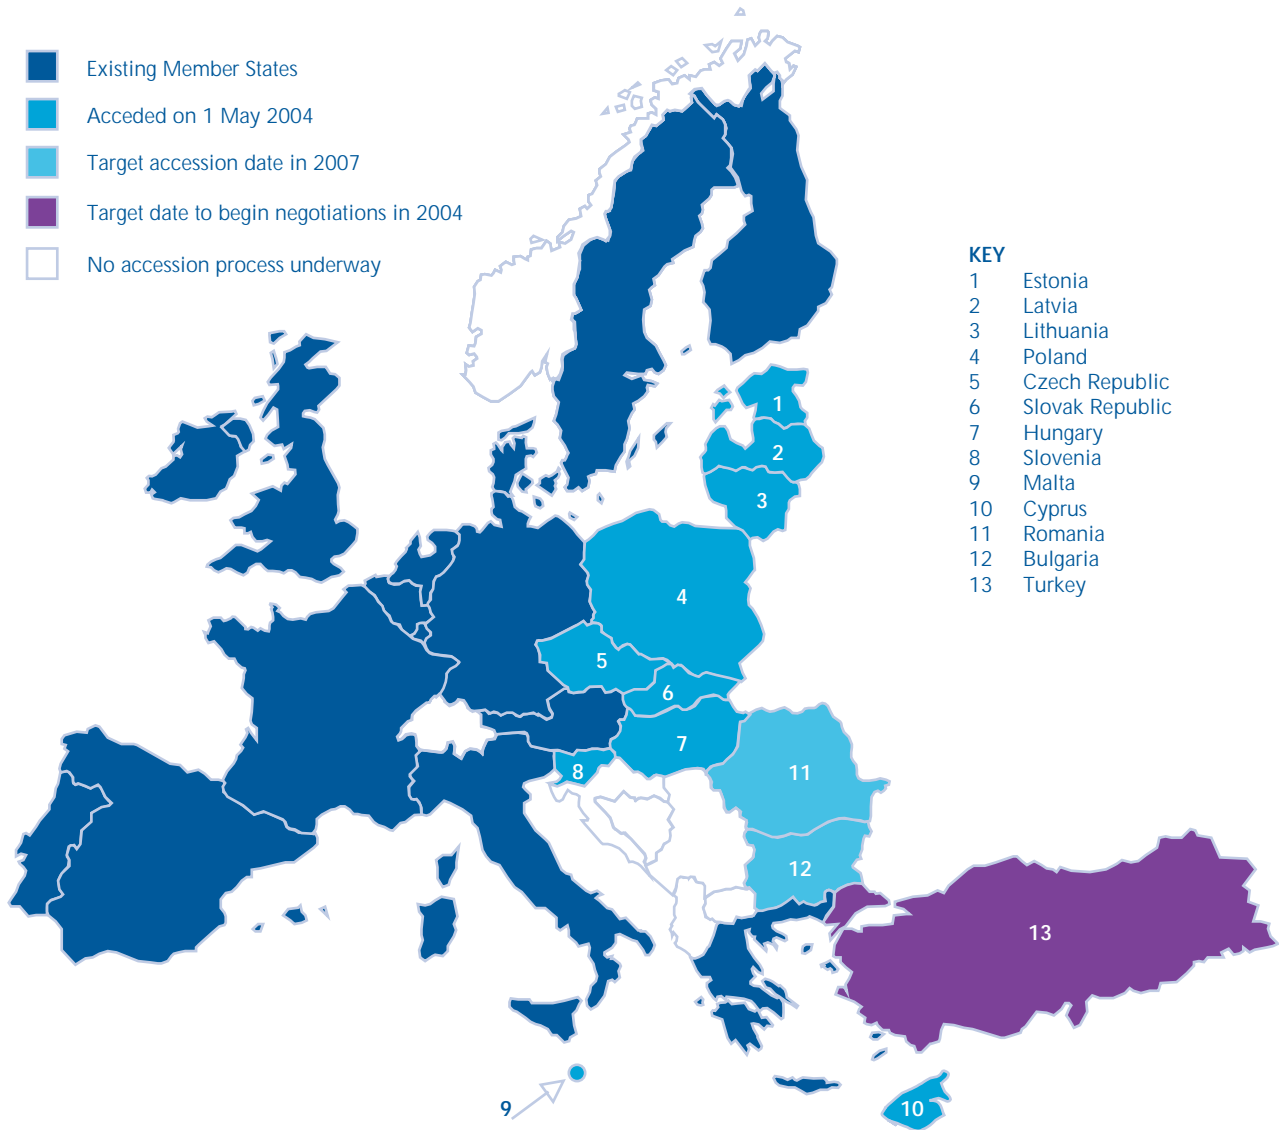 Existing Member States
Acceded on 1 May 2004
Target accession date in 2007
Target date to begin negotiations in 2004
No accession process underway
KEY
1 Estonia
2 Latvia
3 Lithuania
4 Poland
5 Czech Republic
6 Slovak Republic
7 Hungary
8 Slovenia
9 Malta
10 Cyprus
11 Romania
12 Bulgaria
13 Turkey
1
2
3
4
5
6
7
8
11
12
13
9
10